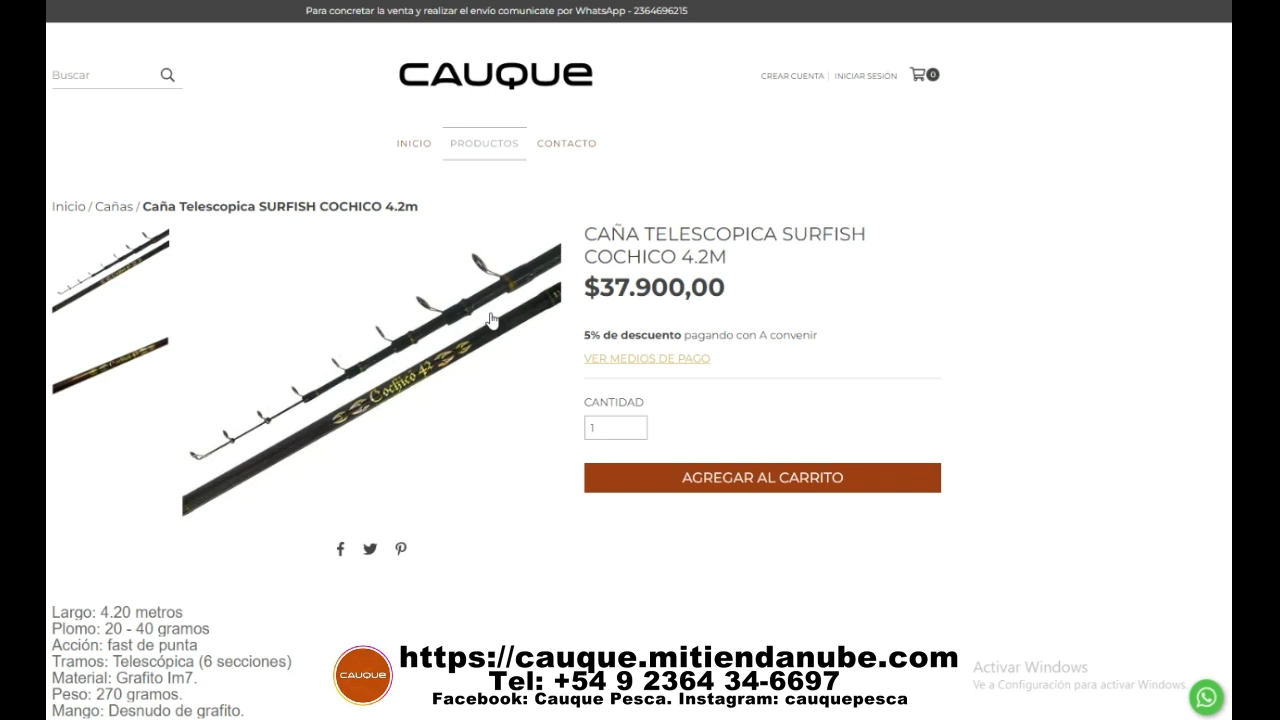 Para concretar la venta y realizar el envío comunicate por WhatsApp - 2364696215
Buscar
CAUQUE
CREAR CUENTA | INICIAR SESIÓN
0
INICIO PRODUCTOS CONTACTO
Inicio / Cañas / Caña Telescopica SURFISH COCHICO 4.2m
CAÑA TELESCOPICA SURFISH
COCHICO 4.2M
$37.900,00
5% de descuento pagando con A convenir
VER MEDIOS DE PAGO
CANTIDAD
1
AGREGAR AL CARRITO
Cochico 42
Largo: 4.20 metros
Plomo: 20 - 40 gramos
Acción: fast de punta
Tramos: Telescópica (6 secciones)
Material: Grafito Im7.
Peso: 270 gramos.
Mango: Desnudo de grafito.
CAUQUE
https://cauque.mitiendanube.com
Tel: +54 9 2364 34-6697
Facebook: Cauque Pesca. Instagram: cauquepesca
Activar Windows
Ve a Configuración para activar Windows.